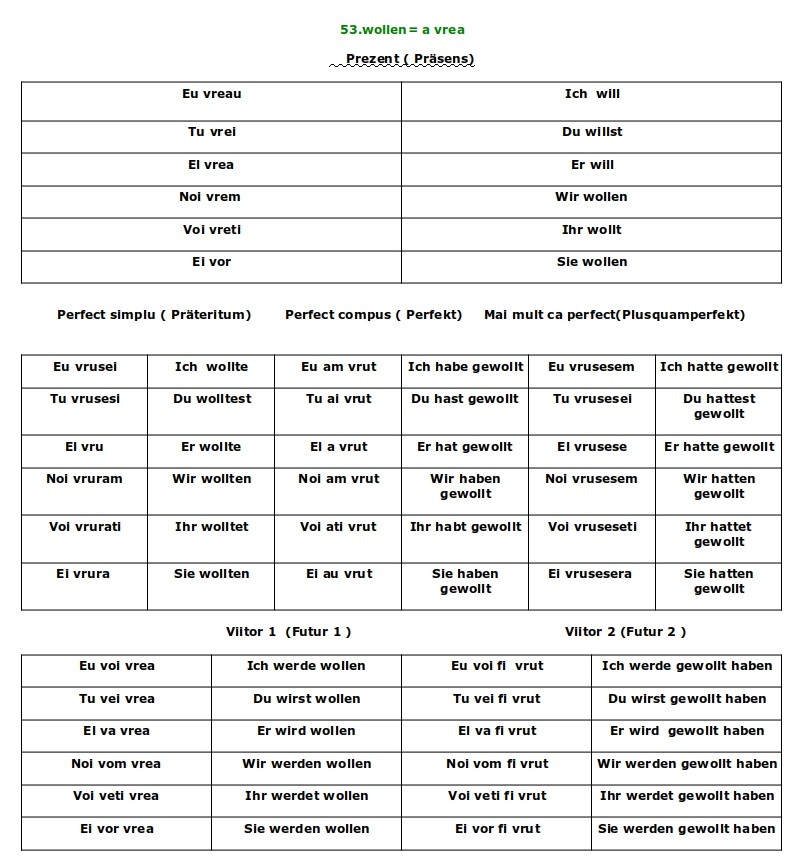 53.wollen= a vrea
Prezent ( Präsens)
Eu vreau Ich will
Tu vrei Du willst
El vrea Er will
Noi vrem Wir wollen
Voi vreti Ihr wollt
Ei vor Sie wollen
Perfect simplu ( Präteritum) Perfect compus ( Perfekt) Mai mult ca perfect(Plusquamperfekt)
Eu vrusei Ich wollte Eu am vrut Ich habe gewollt Eu vrusesem Ich hatte gewollt
Tu vrusesi Du wolltest Tu ai vrut Du hast gewollt Tu vrusesei Du hattest
gewollt
El vru Er wollte El a vrut Er hat gewollt El vrusese Er hatte gewollt
Noi vruram Wir wollten Noi am vrut Wir haben Noi vrusesem Wir hatten
gewollt gewollt
Voi vrurati Ihr wolltet Voi ati vrut Ihr habt gewollt Voi vruseseti Ihr hattet
gewollt
Ei vrura Sie wollten Ei au vrut Sie haben Ei vrusesera Sie hatten
gewollt gewollt
Viitor 1 (Futur 1 ) Viitor 2 (Futur 2 )
Eu voi vrea Ich werde wollen Eu voi fi vrut Ich werde gewollt haben
Tu vei vrea Du wirst wollen Tu vei fi vrut Du wirst gewollt haben
El va vrea Er wird wollen El va fi vrut Er wird gewollt haben
Noi vom vrea Wir werden wollen Noi vom fi vrut Wir werden gewollt haben
Voi veti vrea Ihr werdet wollen Voi veti fi vrut Ihr werdet gewollt haben
Ei vor vrea Sie werden wollen Ei vor fi vrut Sie werden gewollt haben